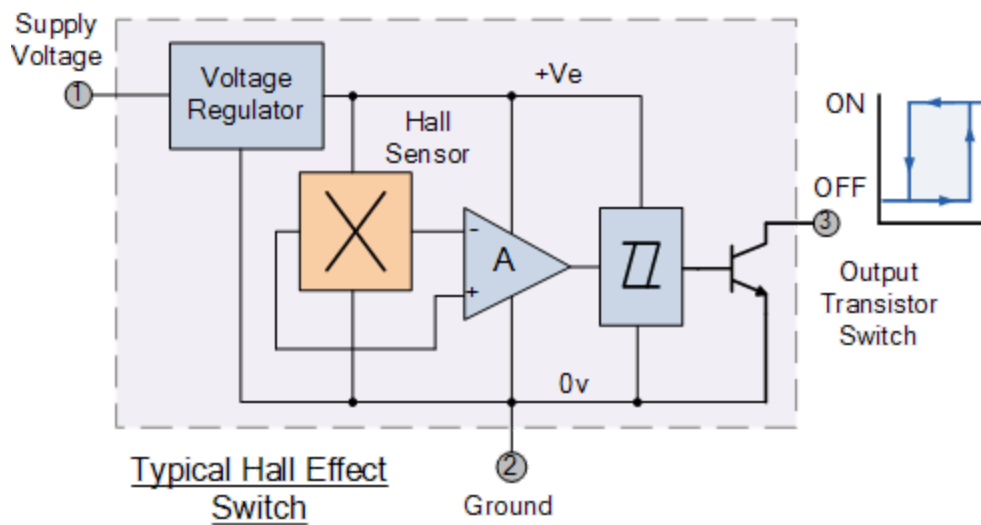 Supply
Voltage
1
Voltage
Regulator
+Ve
Hall
Sensor
-
+
A
0v
ON
OFF
3
Output
Transistor
Switch
2
Ground
Typical Hall Effect
Switch